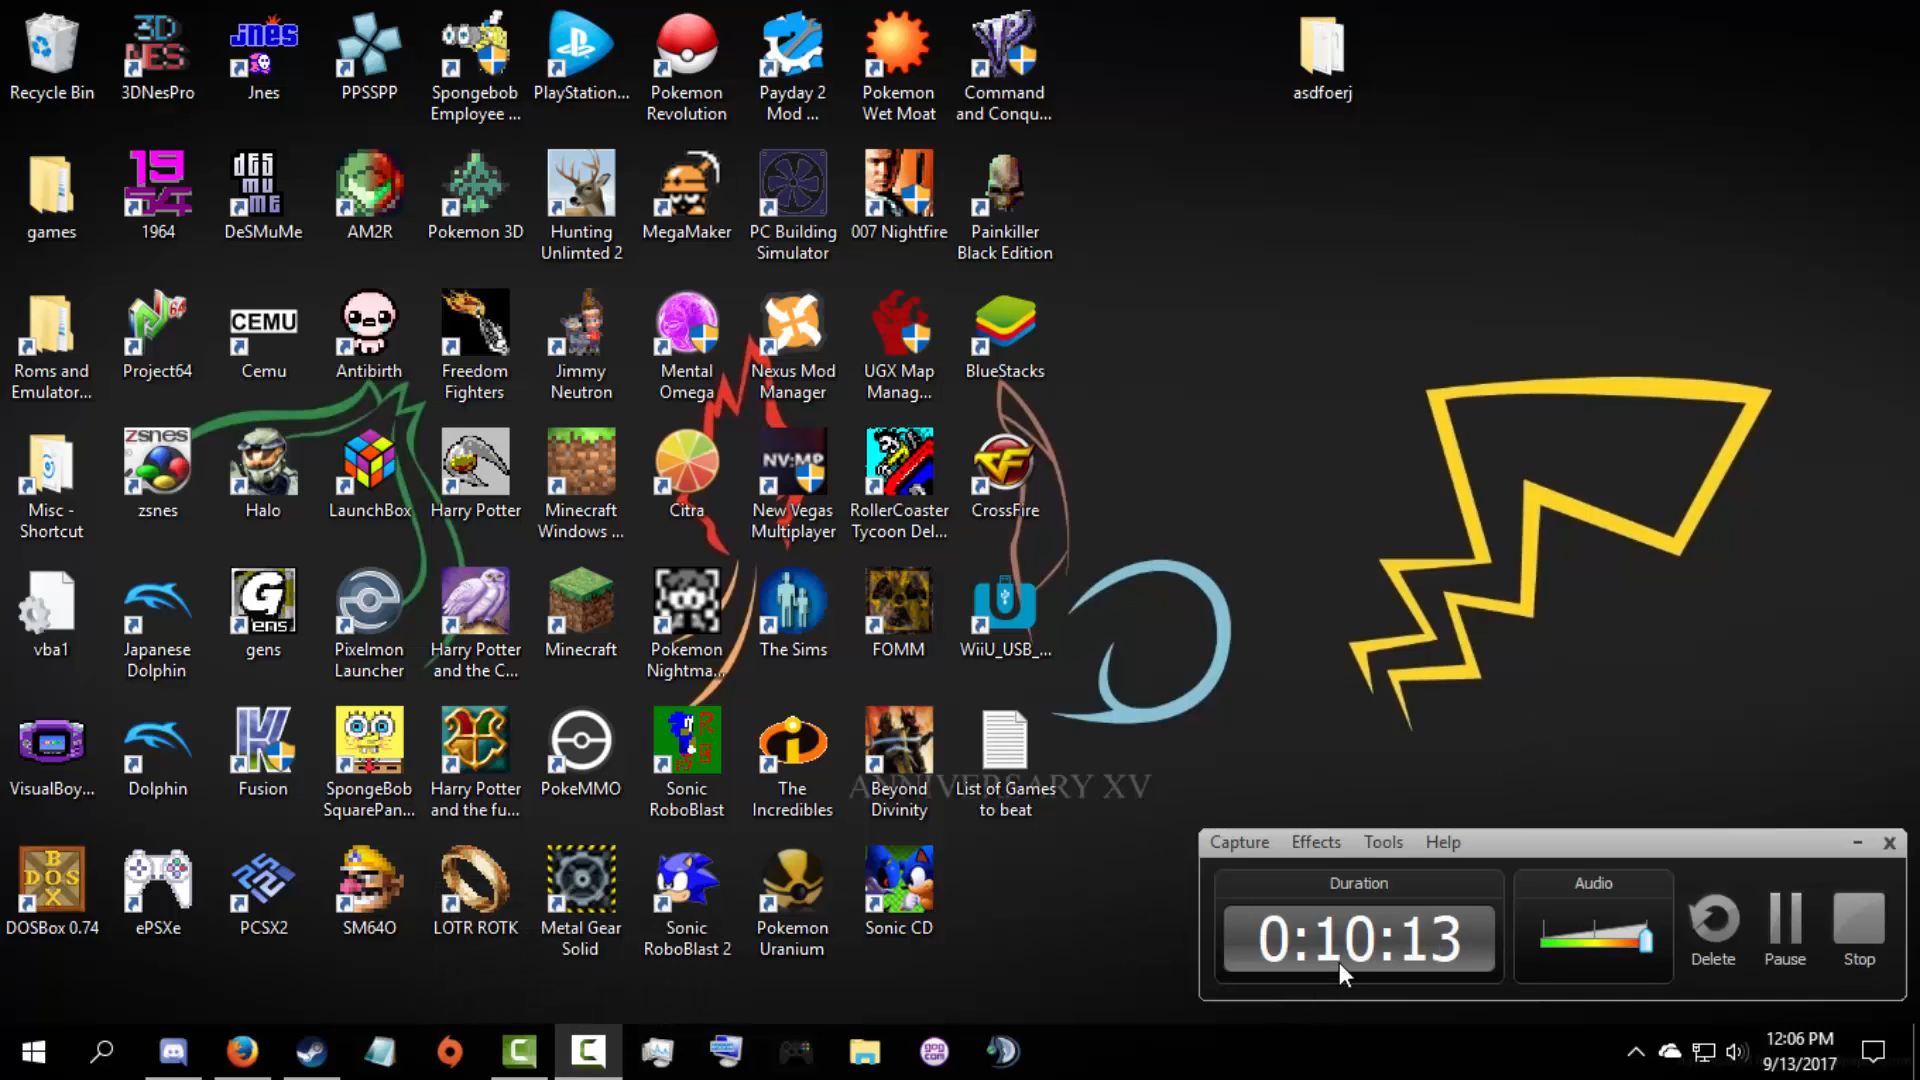 Recycle Bin
3DNesPro
Jnes
PPSSPP
Spongebob
Employee ...
PlayStation...
Pokemon
Revolution
Payday 2
Mod ...
Pokemon
Wet Moat
Command
and Conqu...
asdfoerj
games
1964
DeSMuMe
AM2R
Pokemon 3D
Hunting
Unlimted 2
MegaMaker
PC Building
Simulator
007 Nightfire
Painkiller
Black Edition
CEMU
Roms and
Emulator...
Project64
Cemu
Antibirth
Freedom
Fighters
Jimmy
Neutron
Mental
Omega
Nexus Mod
Manager
UGX Map
Manag...
BlueStacks
zsnes
NV:MP
Misc -
Shortcut
zsnes
Halo
LaunchBox
Harry Potter
Minecraft
Windows ...
Citra
New Vegas
Multiplayer
RollerCoaster
Tycoon Del...
CrossFire
vba1
Japanese
Dolphin
gens
Pixelmon
Launcher
Harry Potter
and the C...
Minecraft
Pokemon
Nightma...
The Sims
FOMM
WiiU_USB_...
VisualBoy...
Dolphin
Fusion
SpongeBob
SquarePan...
Harry Potter
and the fu...
PokeMMO
Sonic
RoboBlast
The
Incredibles
Beyond
Divinity
List of Games
to beat
ANNIVERSARY XV
DOSBox 0.74
ePSXe
PCSX2
SM64O
LOTR ROTK
Metal Gear
Solid
Sonic
RoboBlast 2
Pokemon
Uranium
Sonic CD
Capture Effects Tools Help
Duration
Audio
0:10:13
Delete
Pause
Stop
12:06 PM
9/13/2017